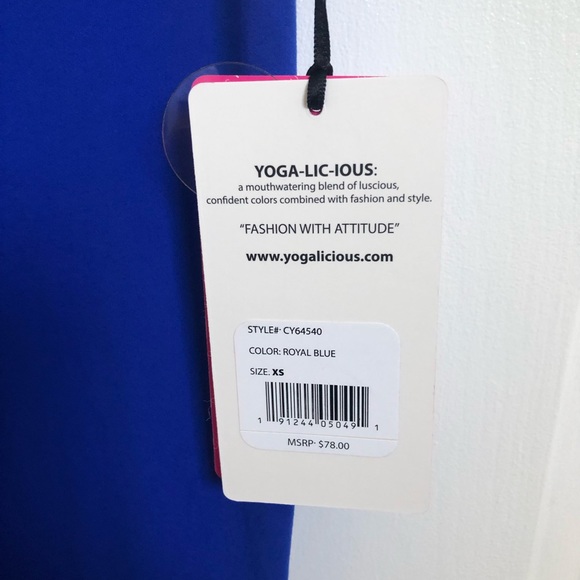 YOGA-LIC-IOUS:
a mouthwatering blend of luscious,
confident colors combined with fashion and style.
“FASHION WITH ATTITUDE”
www.yogalicious.com
STYLE#: CY64540
COLOR: ROYAL BLUE
SIZE: XS
1 91244 05049 1
MSRP: $78.00